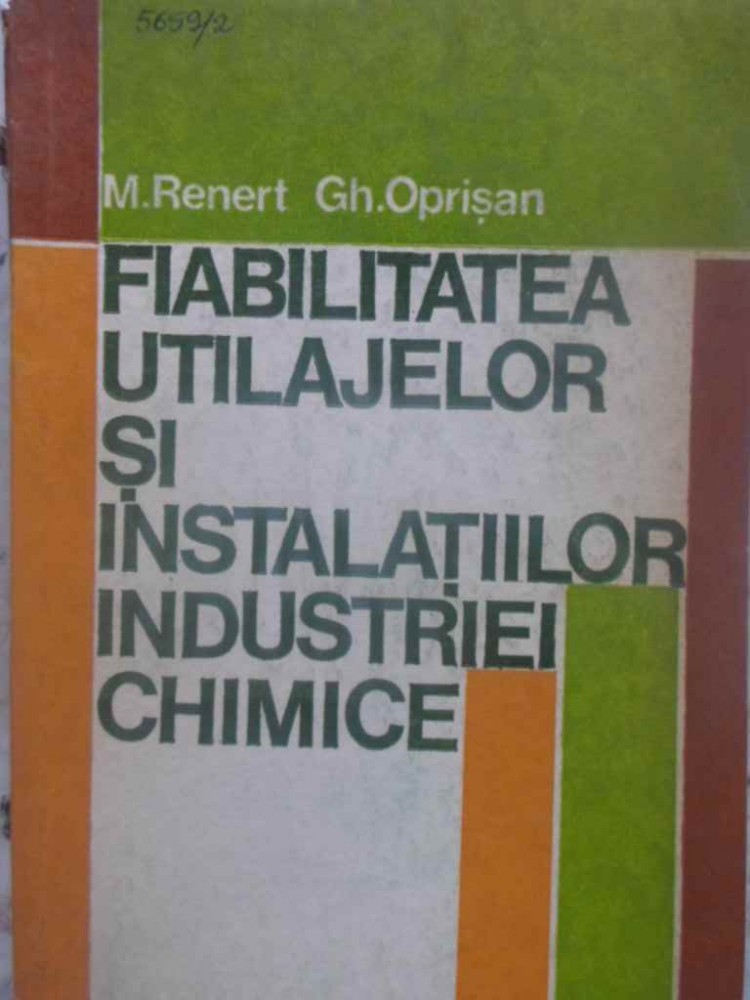 5659/2
M.Renert Gh.Oprișan
FIABILITATEA
UTILAJELOR
ȘI
INSTALAȚIILOR
INDUSTRIEI
CHIMICE